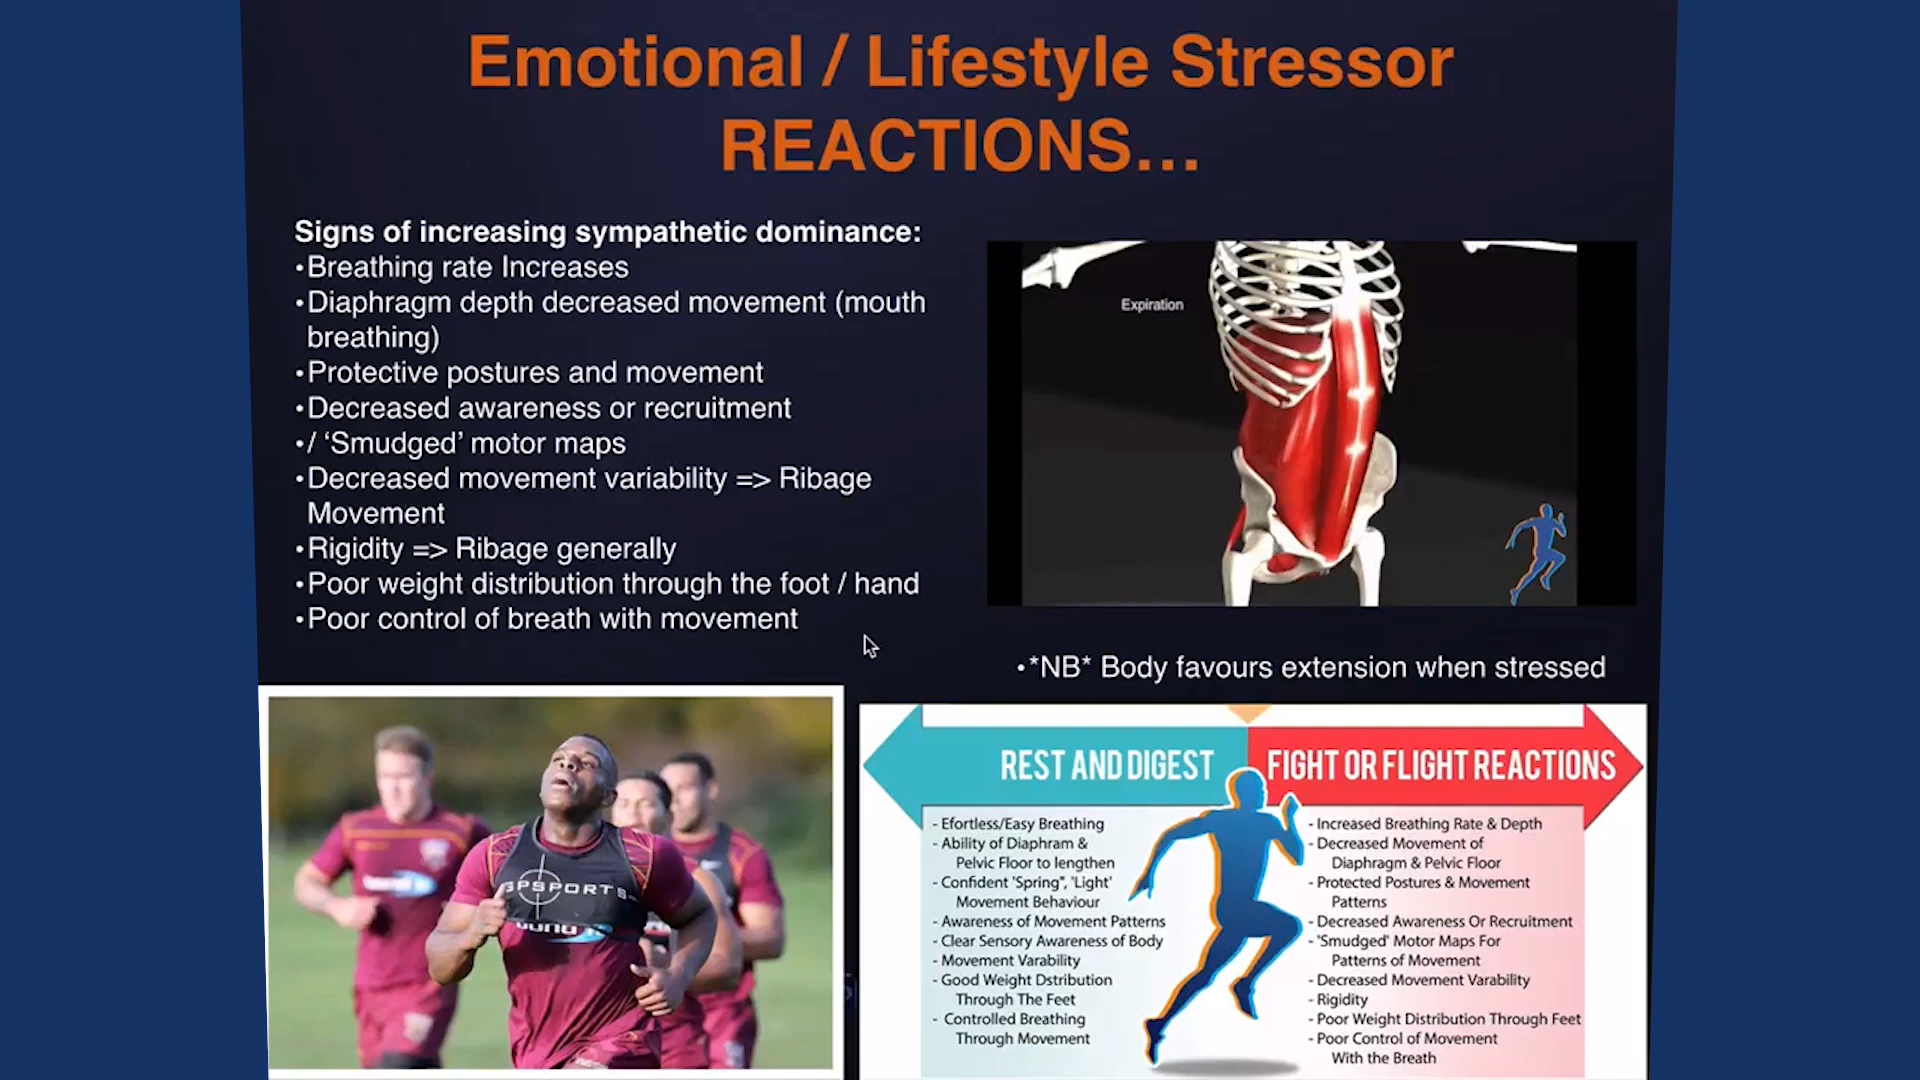 Emotional / Lifestyle Stressor
REACTIONS...
Signs of increasing sympathetic dominance:
•Breathing rate Increases
•Diaphragm depth decreased movement (mouth
breathing)
•Protective postures and movement
•Decreased awareness or recruitment
•/ ‘Smudged’ motor maps
•Decreased movement variability => Ribage
Movement
•Rigidity => Ribage generally
•Poor weight distribution through the foot / hand
•Poor control of breath with movement
Expiration
•*NB* Body favours extension when stressed
GPSPORTS
REST AND DIGEST
- Efortless/Easy Breathing
- Ability of Diaphram &
Pelvic Floor to lengthen
- Confident 'Spring", 'Light'
Movement Behaviour
- Awareness of Movement Patterns
- Clear Sensory Awareness of Body
- Movement Varability
- Good Weight Dstribution
Through The Feet
- Controlled Breathing
Through Movement
FIGHT OR FLIGHT REACTIONS
- Increased Breathing Rate & Depth
- Decreased Movement of
Diaphragm & Pelvic Floor
- Protected Postures & Movement
Patterns
- Decreased Awareness Or Recruitment
- 'Smudged' Motor Maps For
Patterns of Movement
- Decreased Movement Varability
- Rigidity
- Poor Weight Distribution Through Feet
- Poor Control of Movement
With the Breath